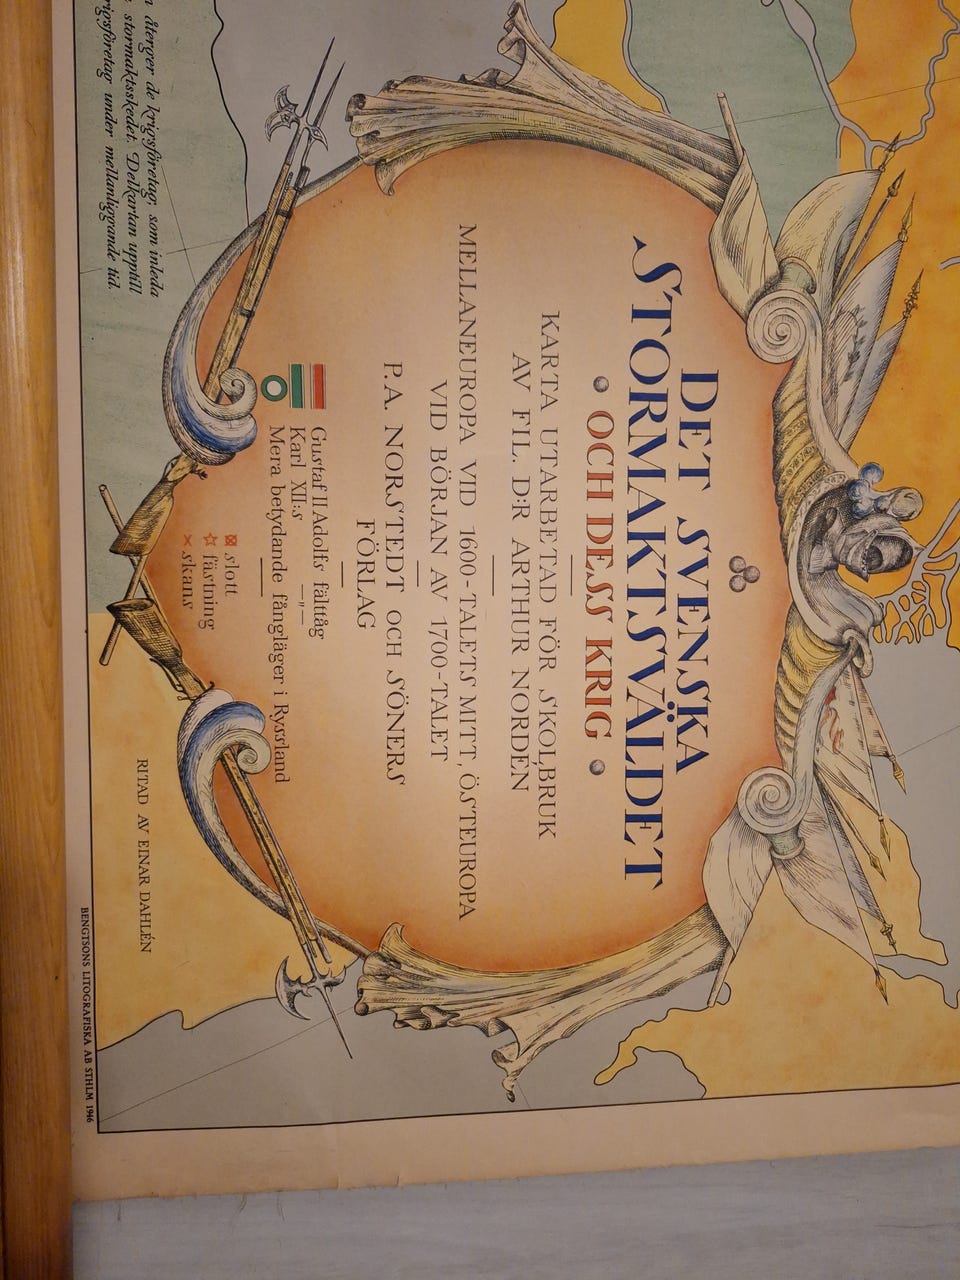 DET SVENSKA
STORMAKTSVÄLDET
OCH DESS KRIG
KARTA UTARBETAD FÖR SKOLBRUK
AV FIL. D:R ARTHUR NORDEN
MELLANEUROPA VID 1600-TALETS MITT, ÖSTEUROPA
VID BÖRJAN AV 1700-TALET
P. A. NORSTEDT OCH SÖNERS
FÖRLAG
Gustaf II Adolfs fälttåg
Karl XII:s —„—
Mera betydande fångläger i Ryssland
slott
fästning
skans
återger de krigsföretag, som inleda
stormaktsskedet. Delkartan upptill
krigsföretag under mellanliggande tid.
RITAD AV EINAR DAHLÉN
BENGTSONS LITOGRAFISKA AB STHLM 1946